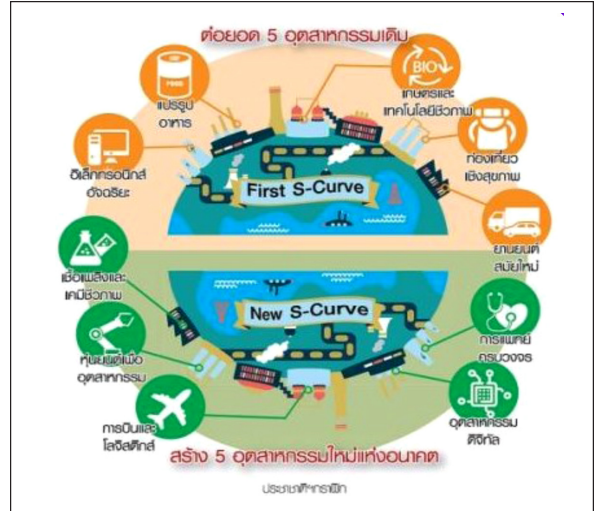 ต่อยอด 5 อุตสาหกรรมเดิม
BIO
FOOD
แปรรูป
อาหาร
เกษตรและ
เทคโนโลยีชีวภาพ
อิเล็กทรอนิกส์
อัจฉริยะ
ท่องเที่ยว
เชิงสุขภาพ
First S-Curve
ยานยนต์
สมัยใหม่
เชื้อเพลิงและ
เคมีชีวภาพ
New S-Curve
การแพทย์
ครบวงจร
หุ่นยนต์เพื่อ
อุตสาหกรรม
การบินและ
โลจิสติกส์
อุตสาหกรรม
ดิจิทัล
สร้าง 5 อุตสาหกรรมใหม่แห่งอนาคต
ประชาชาติฯกราฟิก